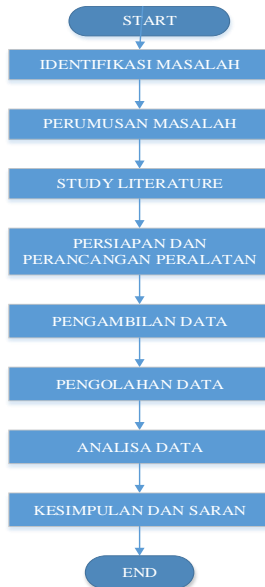 START
IDENTIFIKASI MASALAH
PERUMUSAN MASALAH
STUDY LITERATURE
PERSIAPAN DAN
PERANCANGAN PERALATAN
PENGAMBILAN DATA
PENGOLAHAN DATA
ANALISA DATA
KESIMPULAN DAN SARAN
END